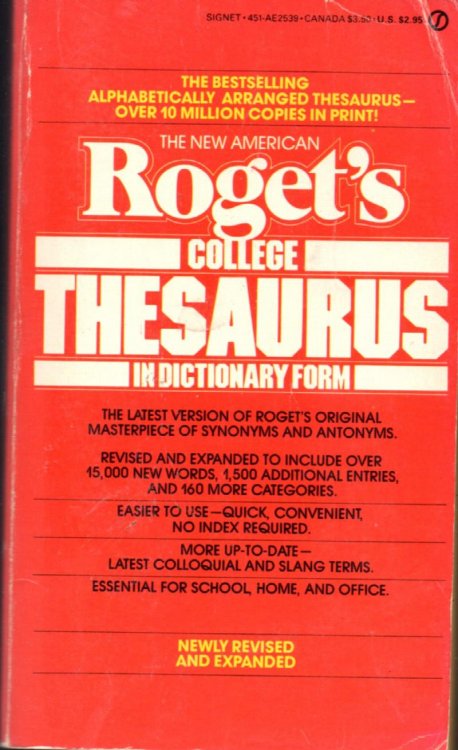 SIGNET • 451-AE2539 • CANADA $3.50 • U.S. $2.95
THE BESTSELLING
ALPHABETICALLY ARRANGED THESAURUS—
OVER 10 MILLION COPIES IN PRINT!
THE NEW AMERICAN
Roget's
COLLEGE
THESAURUS
IN DICTIONARY FORM
THE LATEST VERSION OF ROGET'S ORIGINAL
MASTERPIECE OF SYNONYMS AND ANTONYMS.
REVISED AND EXPANDED TO INCLUDE OVER
15,000 NEW WORDS, 1,500 ADDITIONAL ENTRIES,
AND 160 MORE CATEGORIES.
EASIER TO USE—QUICK, CONVENIENT,
NO INDEX REQUIRED.
MORE UP-TO-DATE—
LATEST COLLOQUIAL AND SLANG TERMS.
ESSENTIAL FOR SCHOOL, HOME, AND OFFICE.
NEWLY REVISED
AND EXPANDED